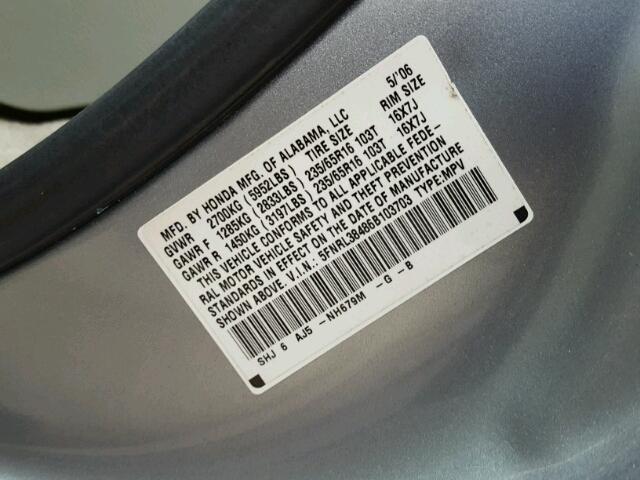 MFD. BY HONDA MFG. OF ALABAMA, LLC 5/'06
GVWR 2700KG (5952LBS) TIRE SIZE RIM SIZE
GAWR F 1285KG (2833LBS) 235/65R16 103T 16X7J
GAWR R 1450KG (3197LBS) 235/65R16 103T 16X7J
THIS VEHICLE CONFORMS TO ALL APPLICABLE FEDE-
RAL MOTOR VEHICLE SAFETY AND THEFT PREVENTION
STANDARDS IN EFFECT ON THE DATE OF MANUFACTURE
SHOWN ABOVE. V.I.N.: 5FNRL38486B103703 TYPE:MPV
SHJ 6 AJ5 -NH679M -G -B